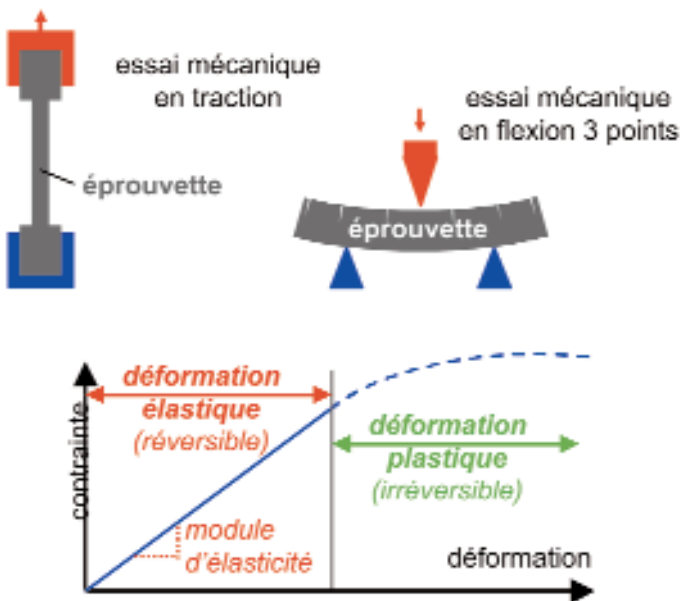 essai mécanique
en traction
éprouvette
essai mécanique
en flexion 3 points
éprouvette
contrainte
déformation
élastique
(réversible)
déformation
plastique
(irréversible)
module
d'élasticité
déformation